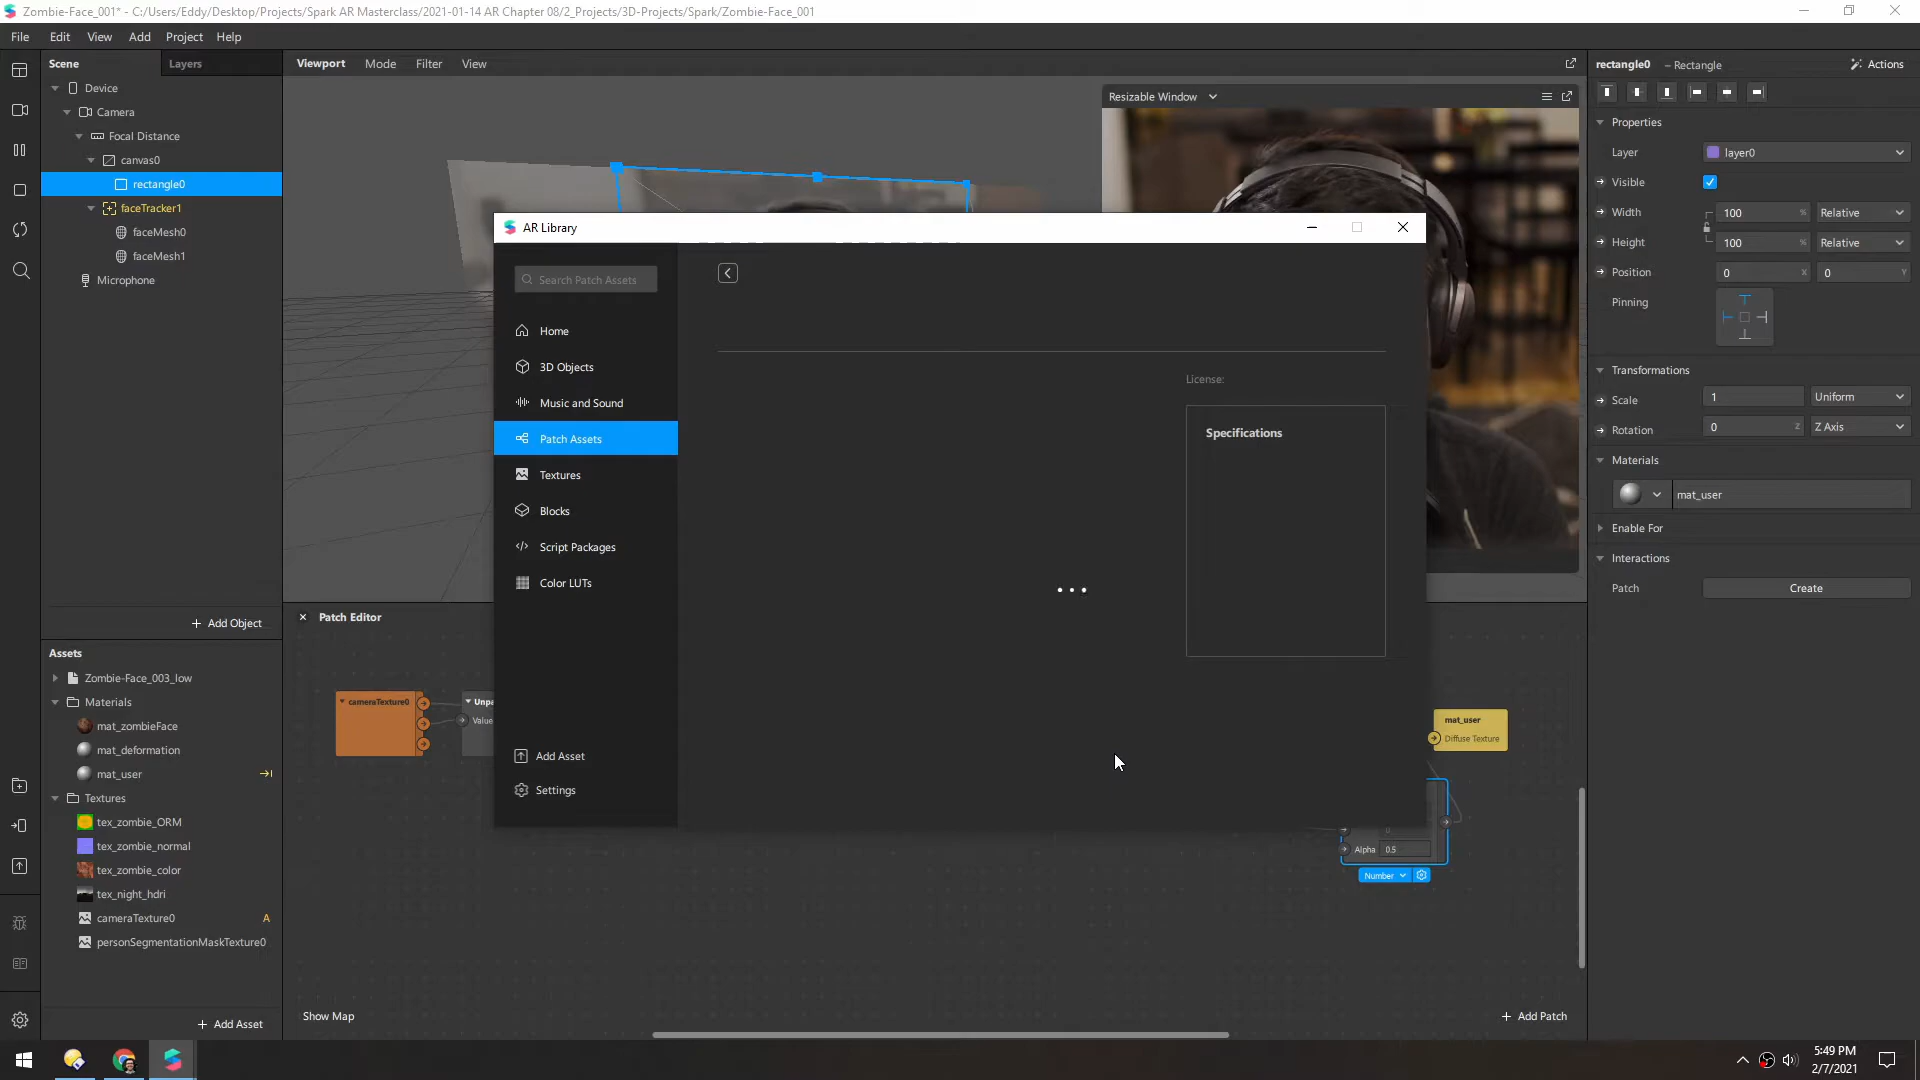 Zombie-Face_001* - C:/Users/Eddy/Desktop/Projects/Spark AR Masterclass/2021-01-14 AR Chapter 08/2_Projects/3D-Projects/Spark/Zombie-Face_001
File Edit View Add Project Help
Scene
Layers
Device
Camera
Focal Distance
canvas0
rectangle0
faceTracker1
faceMesh0
faceMesh1
Microphone
+ Add Object
Assets
Zombie-Face_003_low
Materials
mat_zombieFace
mat_deformation
mat_user
Textures
tex_zombie_ORM
tex_zombie_normal
tex_zombie_color
tex_night_hdri
cameraTexture0 A
personSegmentationMaskTexture0
+ Add Asset
Viewport Mode Filter View
Resizable Window
AR Library
Search Patch Assets
Home
3D Objects
Music and Sound
Patch Assets
Textures
Blocks
Script Packages
Color LUTs
Add Asset
Settings
License:
Specifications
Patch Editor
cameraTexture0
Unpa
Value
mat_user
Diffuse Texture
Alpha 0.5
Number
Show Map
+ Add Patch
rectangle0 – Rectangle
Actions
Properties
Layer layer0
Visible
Width 100 % Relative
Height 100 % Relative
Position 0 X 0 Y
Pinning
Transformations
Scale 1 Uniform
Rotation 0 Z Z Axis
Materials
mat_user
Enable For
Interactions
Patch Create
5:49 PM
2/7/2021